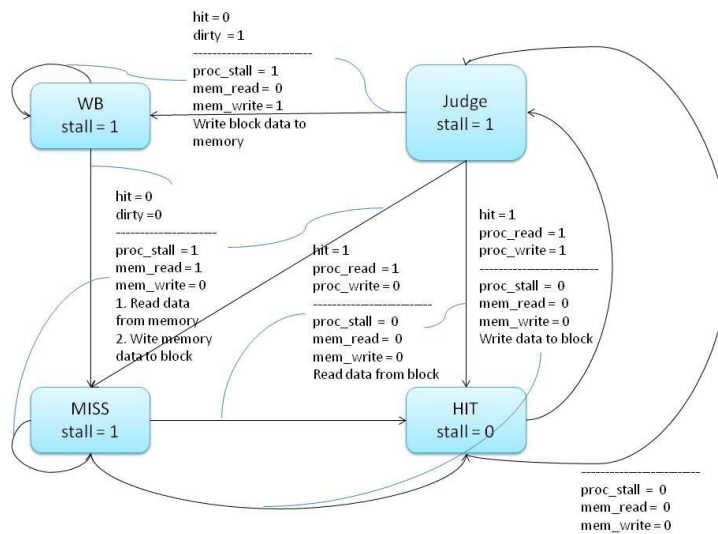 hit = 0
dirty = 1
----------------------------
proc_stall = 1
mem_read = 0
mem_write = 1
Write block data to
memory
WB
stall = 1
Judge
stall = 1
hit = 0
dirty =0
----------------------
proc_stall = 1
mem_read = 1
mem_write = 0
1. Read data
from memory
2. Wite memory
data to block
hit = 1
proc_read = 1
proc_write = 0
----------------------------
proc_stall = 0
mem_read = 0
mem_write = 0
Read data from block
hit = 1
proc_read = 1
proc_write = 1
----------------------------
proc_stall = 0
mem_read = 0
mem_write = 0
Write data to block
MISS
stall = 1
HIT
stall = 0
----------------------------
proc_stall = 0
mem_read = 0
mem_write = 0